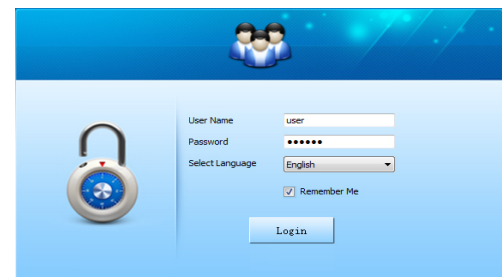 User Name user
Password ●●●●●●
Select Language English
Remember Me
Login